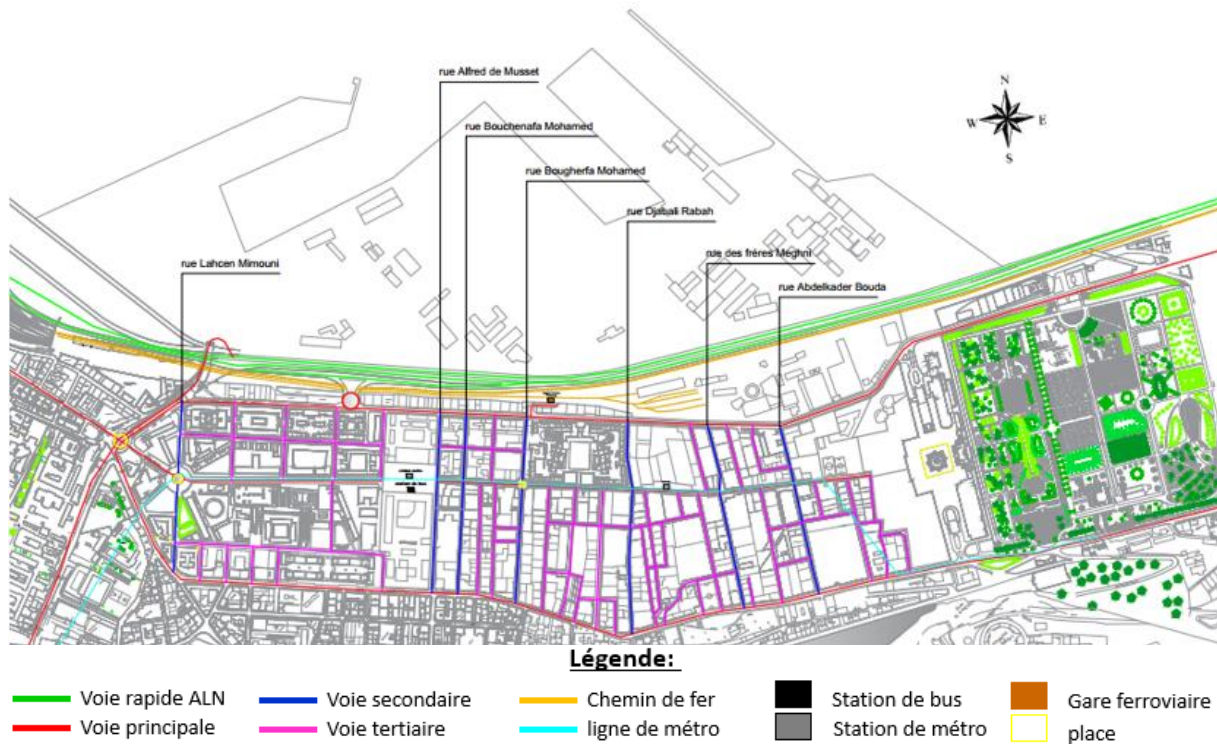 rue Alfred de Musset
rue Bouchenafa Mohamed
rue Bougherfa Mohamed
rue Djabali Rabah
rue des fréres Meghni
rue Lahcen Mimouni
rue Abdelkader Bouda
N
W E
S
Légende:
Voie rapide ALN
Voie secondaire
Chemin de fer
Station de bus
Gare ferroviaire
Voie principale
Voie tertiaire
ligne de métro
Station de métro
place